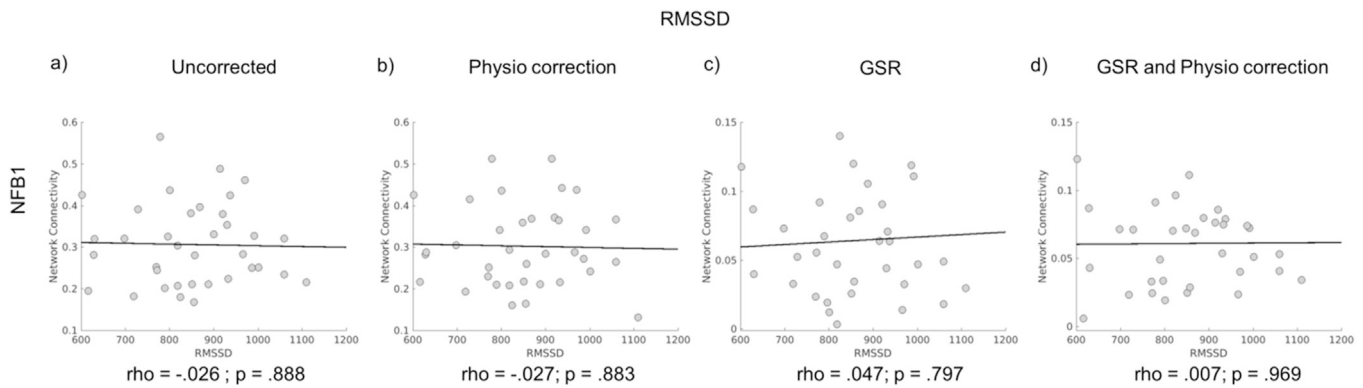 RMSSD
a) Uncorrected
b) Physio correction
c) GSR
d) GSR and Physio correction
NFB1
Network Connectivity
0.6
0.5
0.4
0.3
0.2
0.1
600 700 800 900 1000 1100 1200
RMSSD
rho = -.026 ; p = .888
Network Connectivity
0.6
0.5
0.4
0.3
0.2
0.1
600 700 800 900 1000 1100 1200
RMSSD
rho = -.027; p = .883
Network Connectivity
0.15
0.1
0.05
0
600 700 800 900 1000 1100 1200
RMSSD
rho = .047; p = .797
Network Connectivity
0.15
0.1
0.05
0
600 700 800 900 1000 1100 1200
RMSSD
rho = .007; p = .969